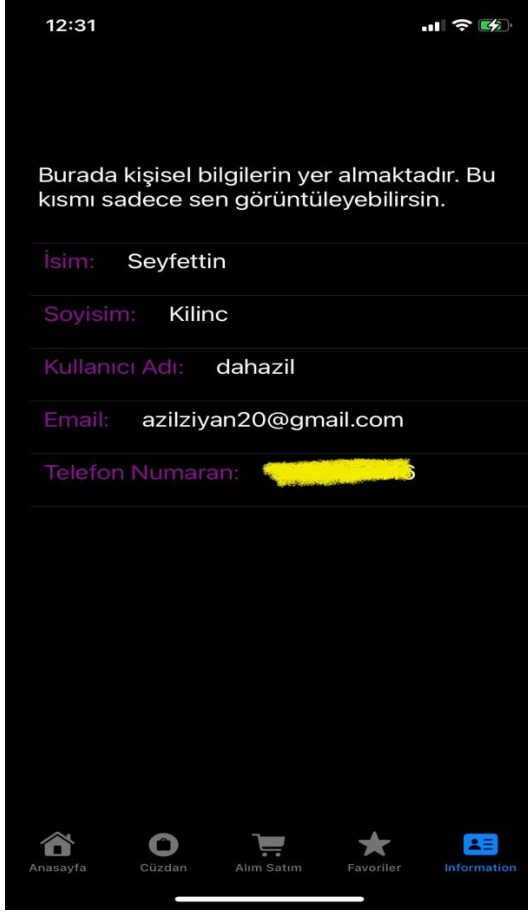 12:31
Burada kişisel bilgilerin yer almaktadır. Bu
kısmı sadece sen görüntüleyebilirsin.
İsim: Seyfettin
Soyisim: Kilinc
Kullanıcı Adı: dahazil
Email: azilziyan20@gmail.com
Telefon Numaran:
Anasayfa Cüzdan Alım Satım Favoriler Information